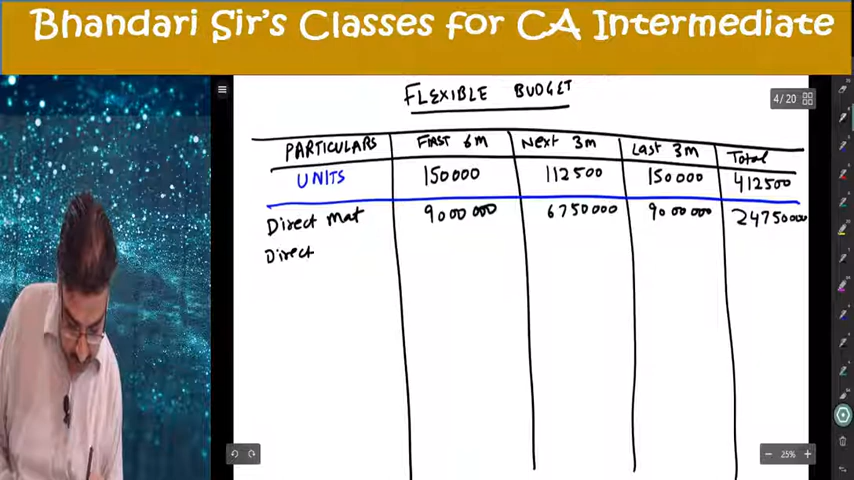 Bhandari Sir's Classes for CA Intermediate
FLEXIBLE BUDGET
4/20
PARTICULARS First 6m Next 3m Last 3m Total
UNITS 150000 112500 150000 412500
Direct Mat 9000000 6750000 9000000 24750000
Direct
25%